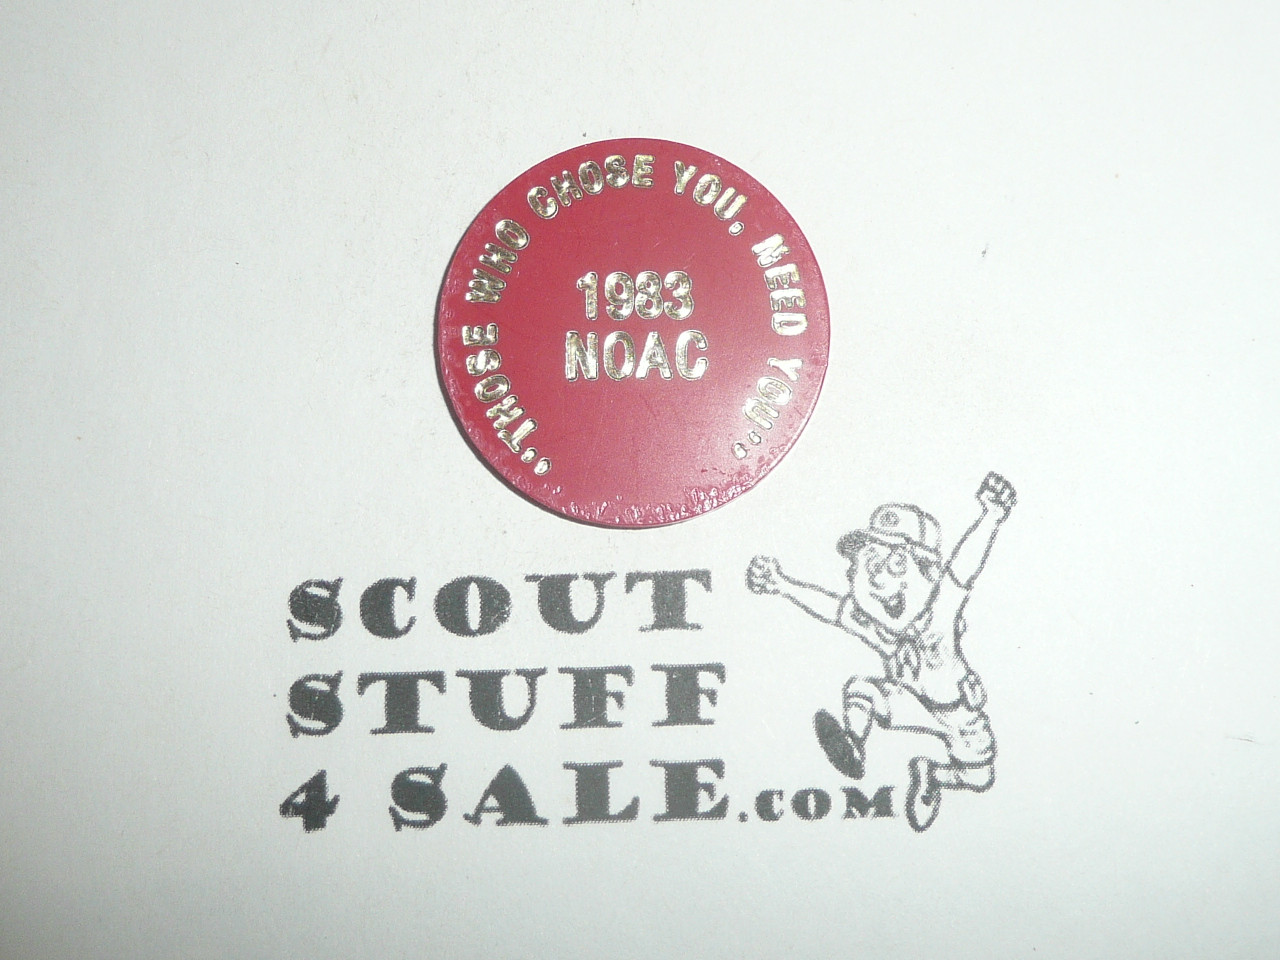 "THOSE WHO CHOSE YOU, NEED YOU."
1983
NOAC
SCOUT
STUFF
4 SALE.COM